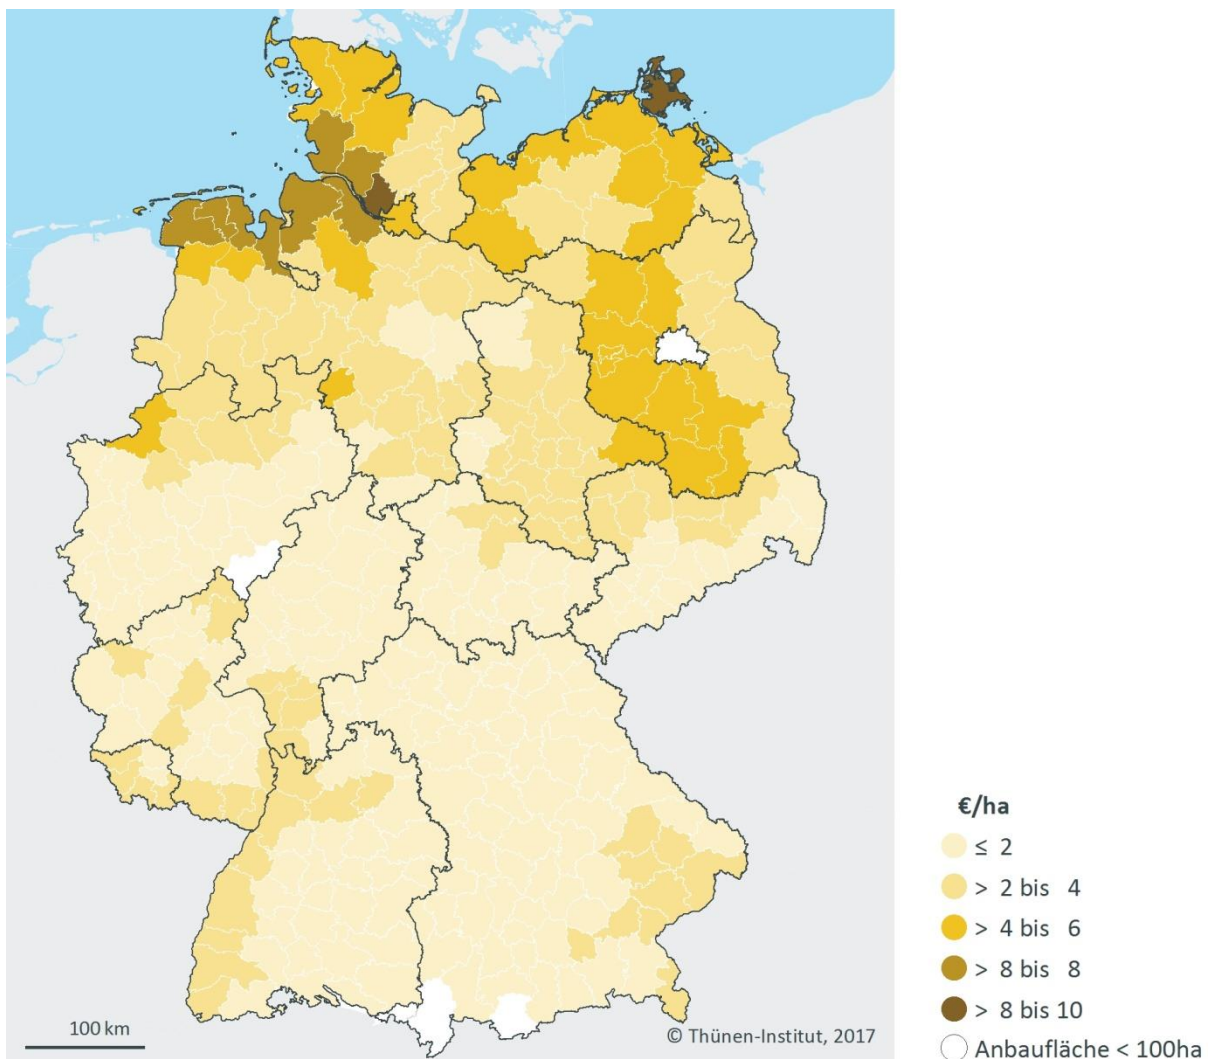 €/ha
≤ 2
> 2 bis 4
> 4 bis 6
> 8 bis 8
> 8 bis 10
Anbaufläche < 100ha
100 km
© Thünen-Institut, 2017